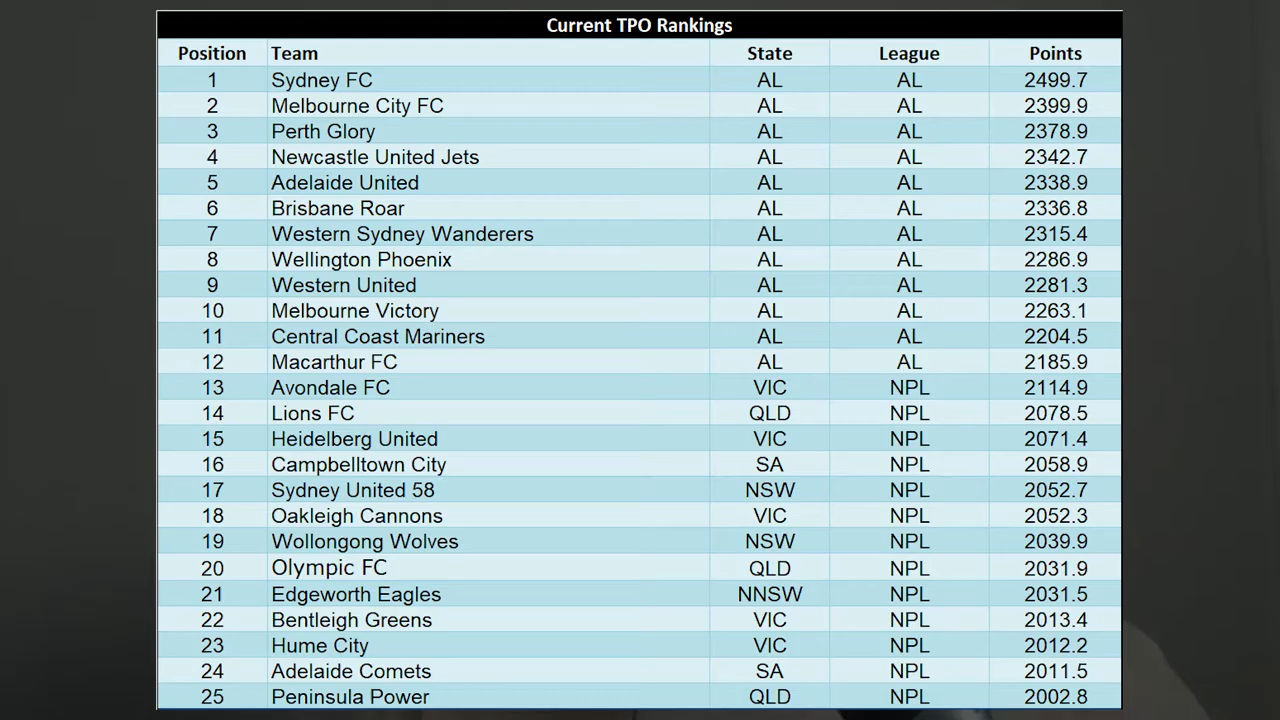 Current TPO Rankings
Position Team State League Points
1 Sydney FC AL AL 2499.7
2 Melbourne City FC AL AL 2399.9
3 Perth Glory AL AL 2378.9
4 Newcastle United Jets AL AL 2342.7
5 Adelaide United AL AL 2338.9
6 Brisbane Roar AL AL 2336.8
7 Western Sydney Wanderers AL AL 2315.4
8 Wellington Phoenix AL AL 2286.9
9 Western United AL AL 2281.3
10 Melbourne Victory AL AL 2263.1
11 Central Coast Mariners AL AL 2204.5
12 Macarthur FC AL AL 2185.9
13 Avondale FC VIC NPL 2114.9
14 Lions FC QLD NPL 2078.5
15 Heidelberg United VIC NPL 2071.4
16 Campbelltown City SA NPL 2058.9
17 Sydney United 58 NSW NPL 2052.7
18 Oakleigh Cannons VIC NPL 2052.3
19 Wollongong Wolves NSW NPL 2039.9
20 Olympic FC QLD NPL 2031.9
21 Edgeworth Eagles NNSW NPL 2031.5
22 Bentleigh Greens VIC NPL 2013.4
23 Hume City VIC NPL 2012.2
24 Adelaide Comets SA NPL 2011.5
25 Peninsula Power QLD NPL 2002.8